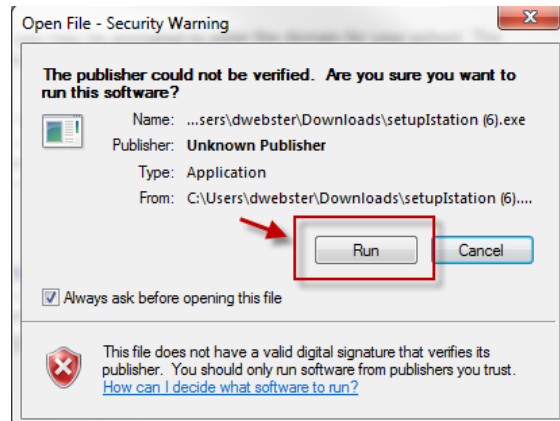 Open File - Security Warning
The publisher could not be verified.  Are you sure you want to
run this software?
Name: ...sers\dwebster\Downloads\setupIstation (6).exe
Publisher: Unknown Publisher
Type: Application
From: C:\Users\dwebster\Downloads\setupIstation (6)....
Run
Cancel
Always ask before opening this file
This file does not have a valid digital signature that verifies its
publisher.  You should only run software from publishers you trust.
How can I decide what software to run?